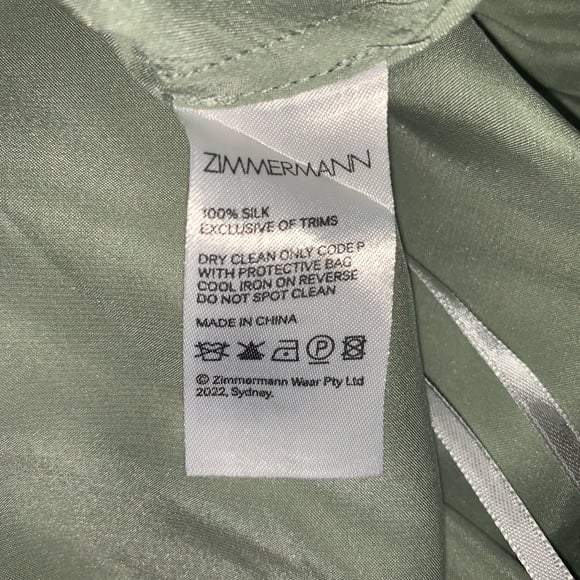 ZIMMERMANN
100% SILK
EXCLUSIVE OF TRIMS
DRY CLEAN ONLY CODE P
WITH PROTECTIVE BAG
COOL IRON ON REVERSE
DO NOT SPOT CLEAN
MADE IN CHINA
P
© Zimmermann Wear Pty Ltd
2022, Sydney.